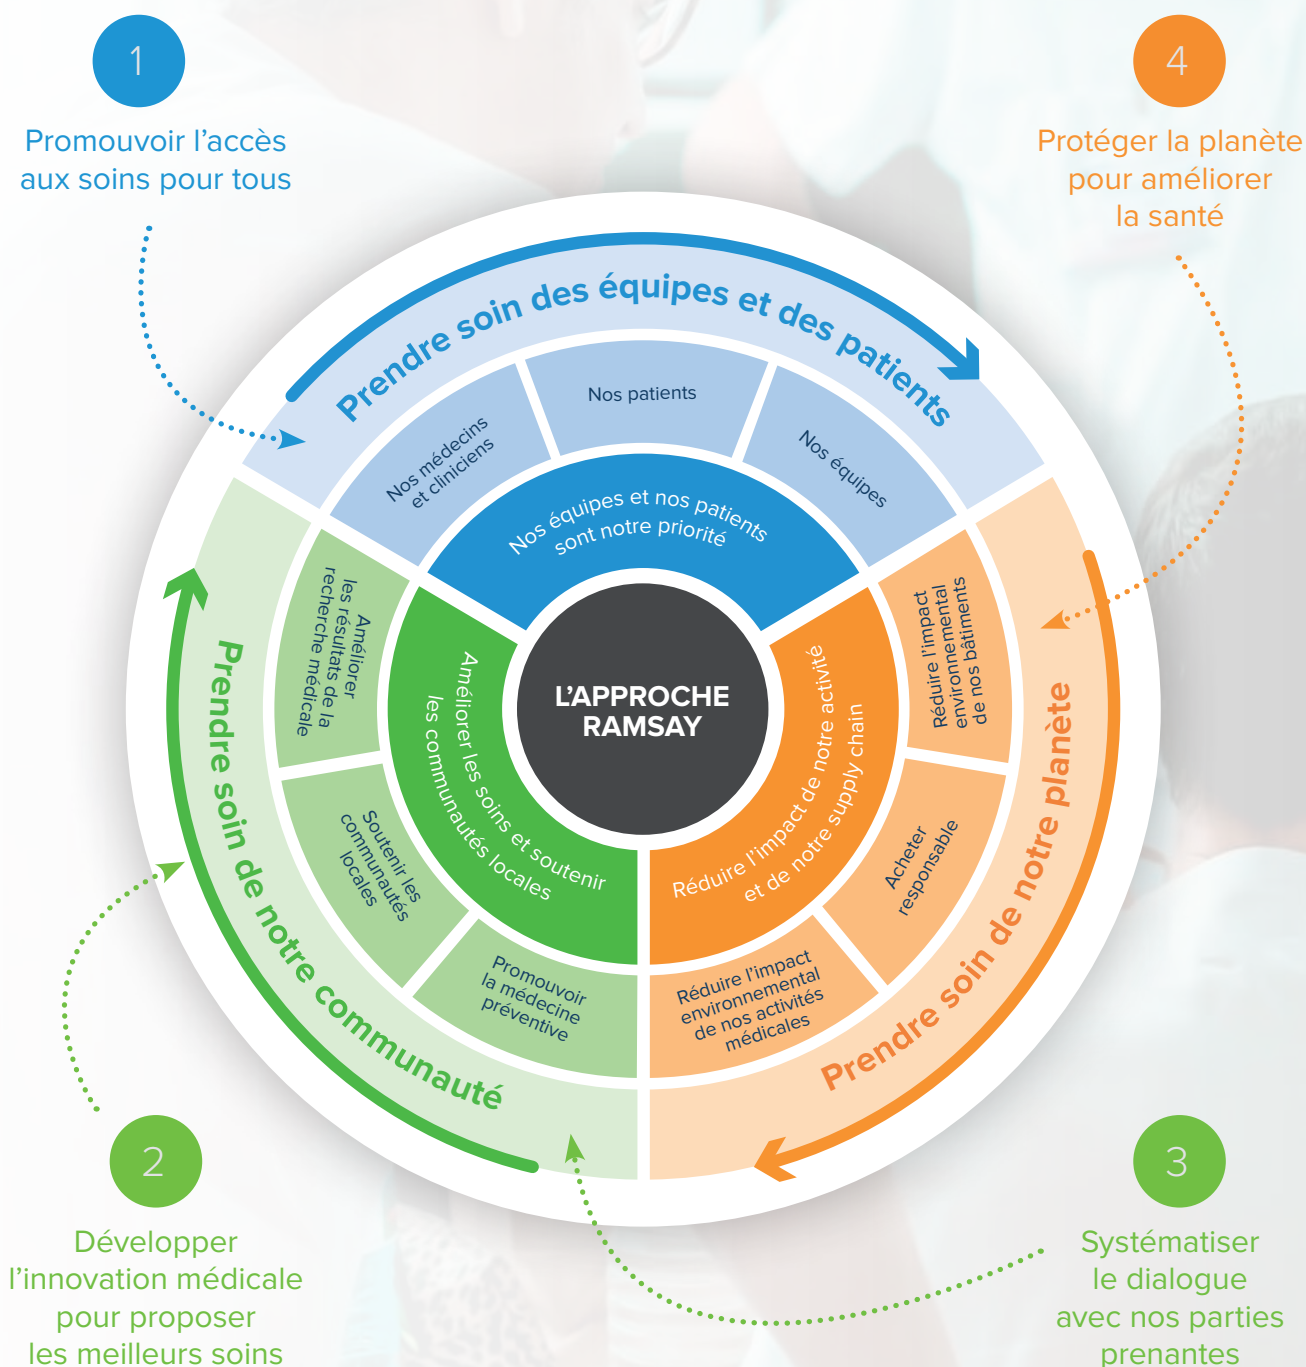 1
Promouvoir l’accès
aux soins pour tous
4
Protéger la planète
pour améliorer
la santé
Prendre soin des équipes et des patients
Nos médecins
et cliniciens
Nos patients
Nos équipes
Nos équipes et nos patients
sont notre priorité
L’APPROCHE
RAMSAY
Prendre soin de notre planète
Réduire l’impact
environnemental
de nos bâtiments
Acheter
responsable
Réduire l’impact
environnemental
de nos activités
médicales
Réduire l’impact de notre activité
et de notre supply chain
Prendre soin de notre communauté
Améliorer
les résultats de la
recherche médicale
Soutenir les
communautés
locales
Promouvoir
la médecine
préventive
Améliorer les soins et soutenir
les communautés locales
2
Développer
l’innovation médicale
pour proposer
les meilleurs soins
3
Systématiser
le dialogue
avec nos parties
prenantes